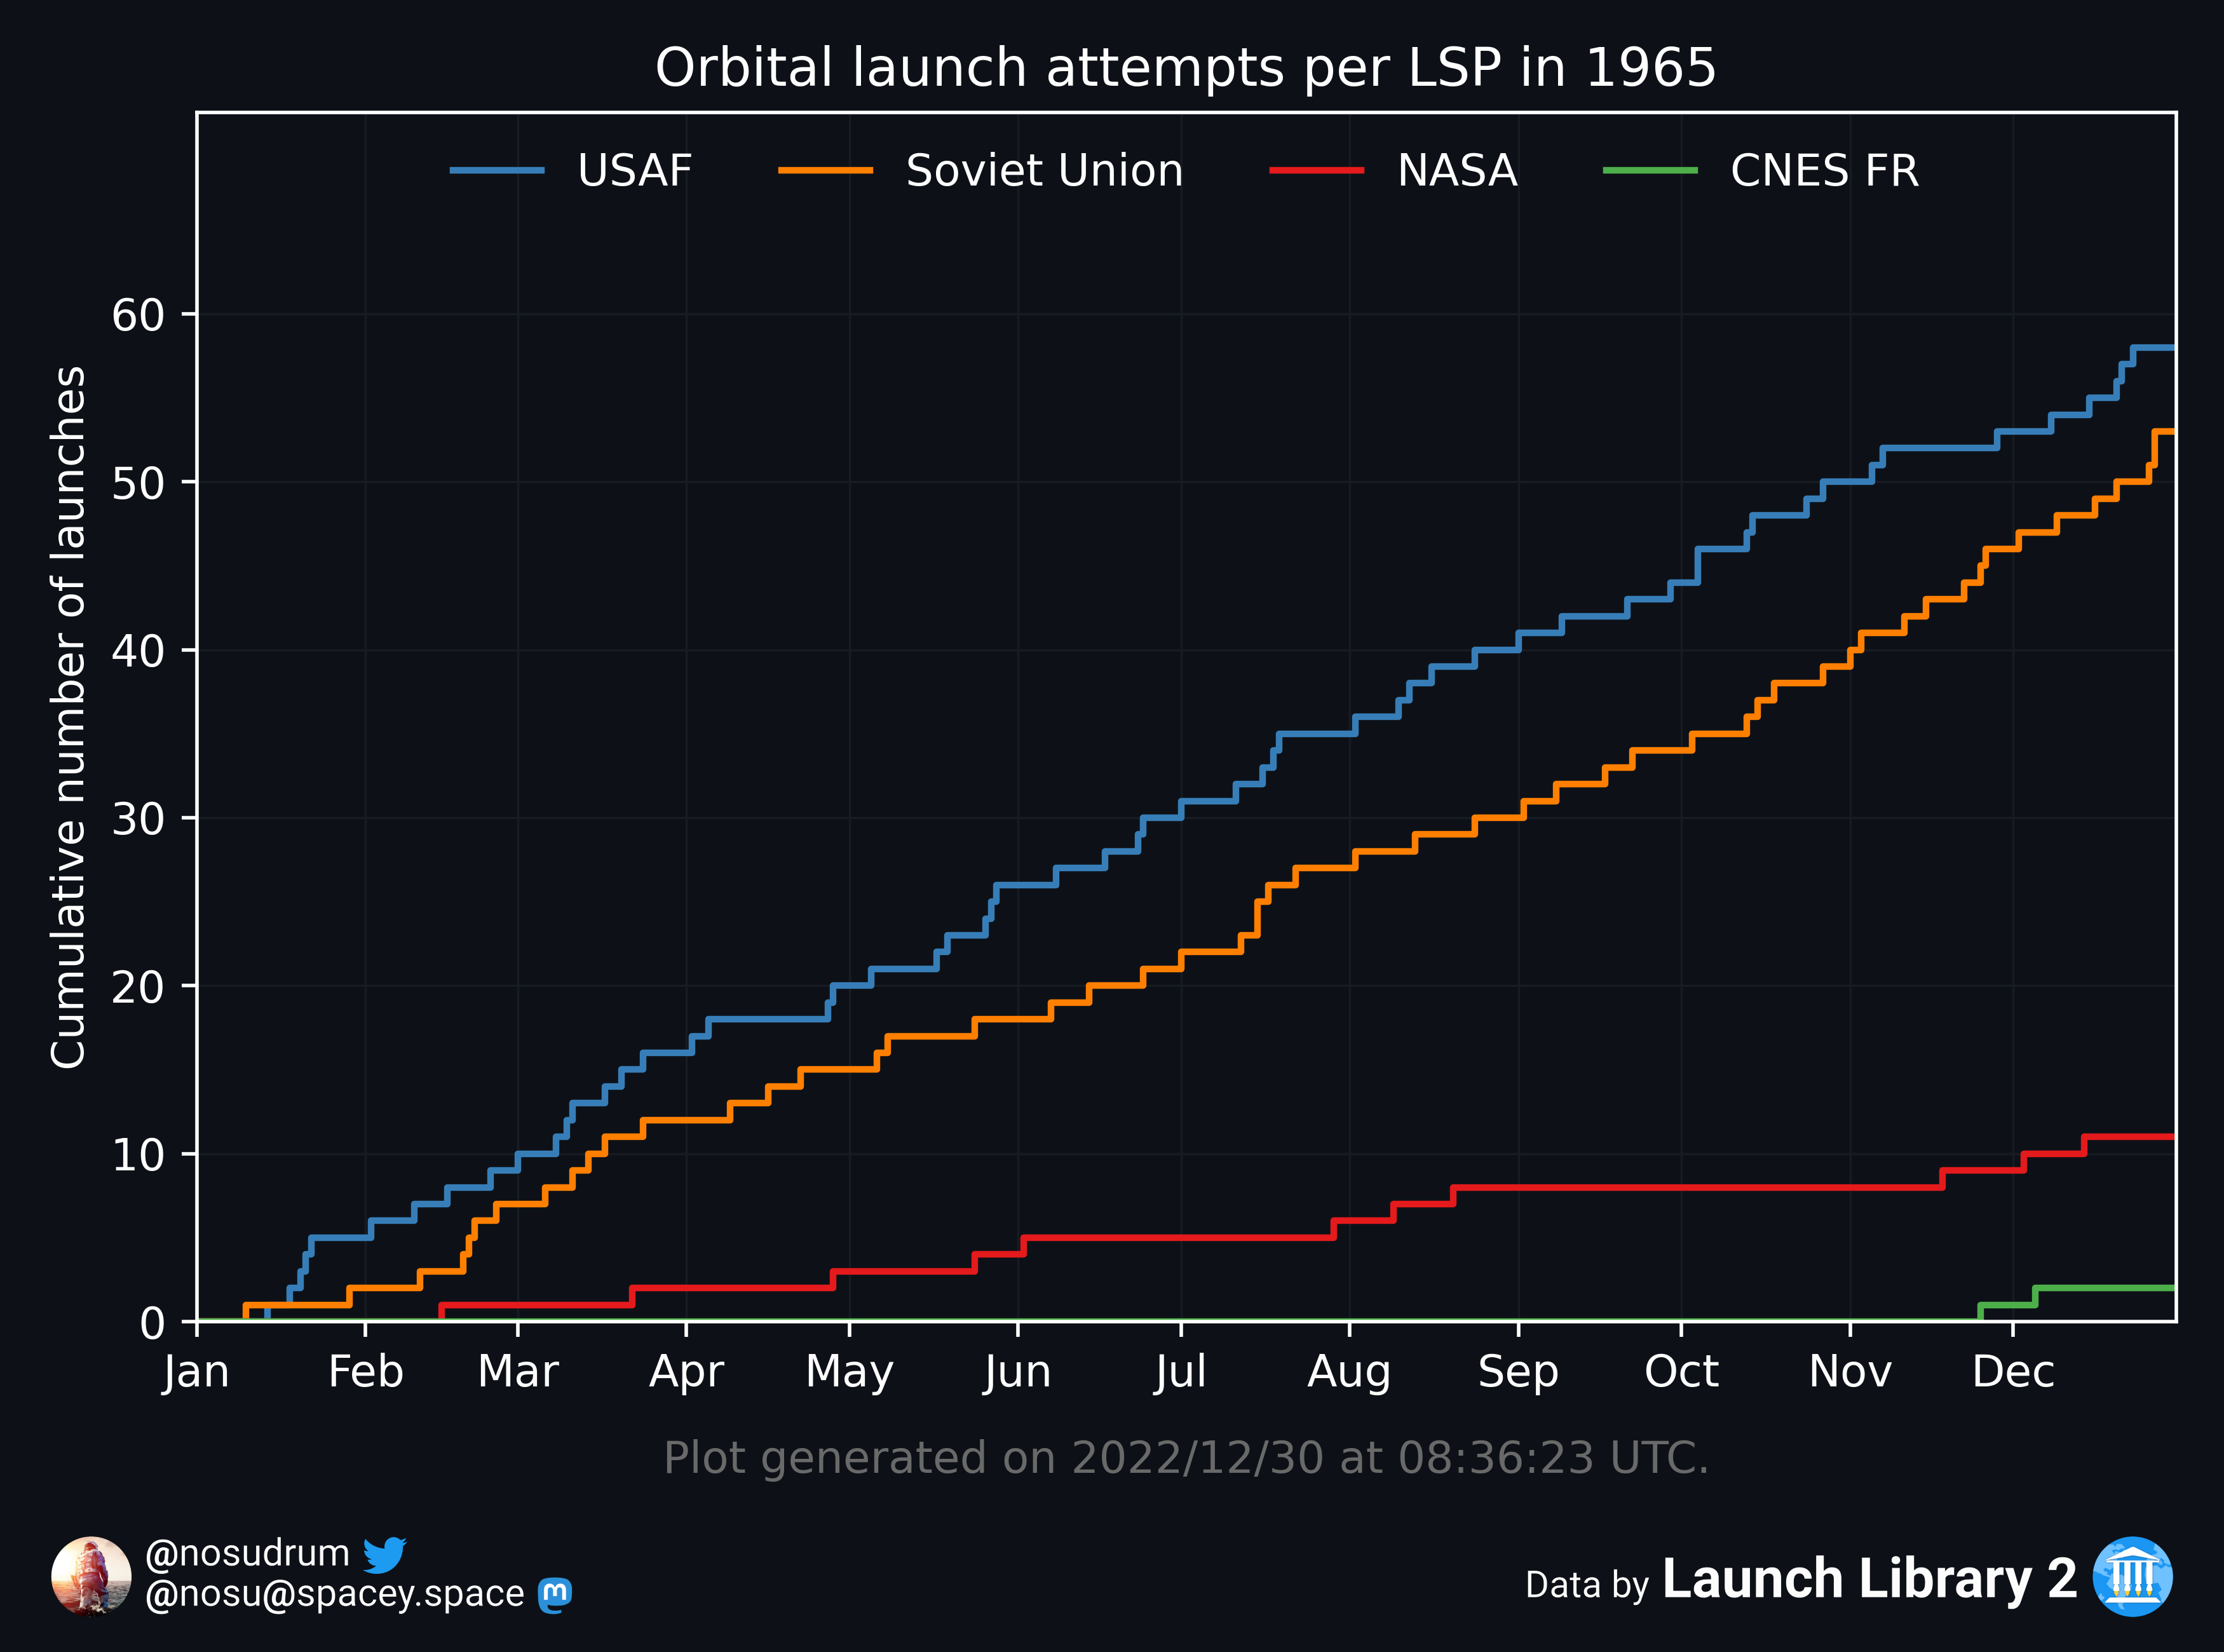 Orbital launch attempts per LSP in 1965
USAF Soviet Union NASA CNES FR
Cumulative number of launches
60
50
40
30
20
10
0
Jan Feb Mar Apr May Jun Jul Aug Sep Oct Nov Dec
Plot generated on 2022/12/30 at 08:36:23 UTC.
@nosudrum
@nosu@spacey.space
Data by Launch Library 2